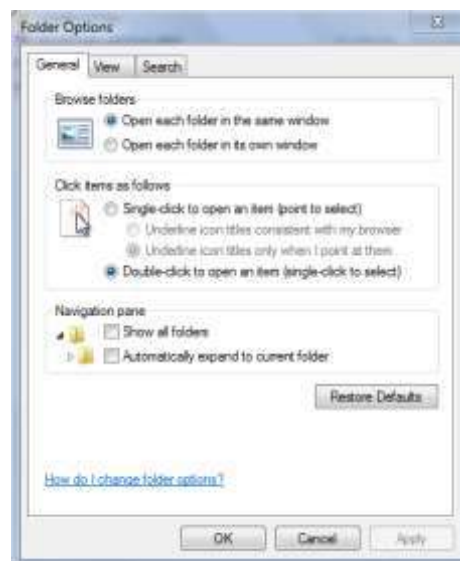 Folder Options
General View Search
Browse folders
Open each folder in the same window
Open each folder in its own window
Click items as follows
Single-click to open an item (point to select)
Underline icon titles consistent with my browser
Underline icon titles only when I point at them
Double-click to open an item (single-click to select)
Navigation pane
Show all folders
Automatically expand to current folder
Restore Defaults
How do I change folder options?
OK Cancel Apply